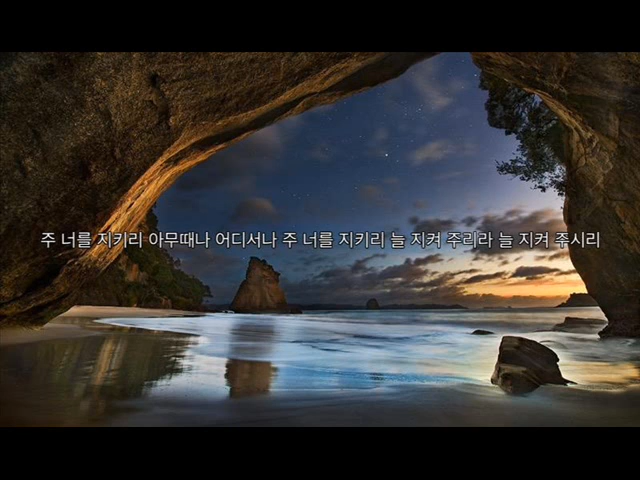 주 너를 지키리 아무때나 어디서나 주 너를 지키리 늘 지켜 주리라 늘 지켜 주시리